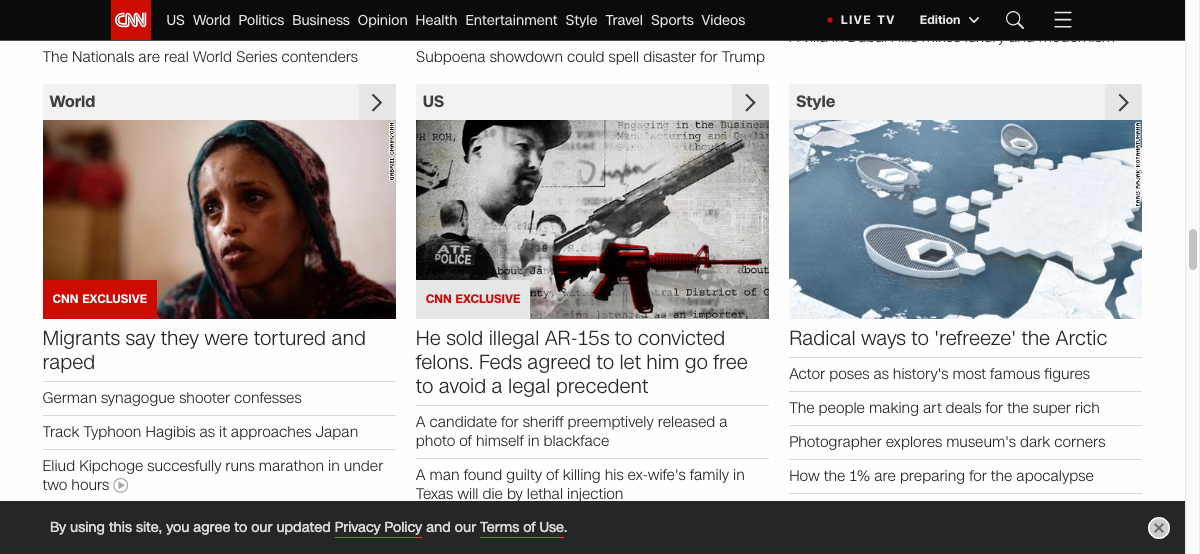 CNN
US World Politics Business Opinion Health Entertainment Style Travel Sports Videos
LIVE TV
Edition
The Nationals are real World Series contenders
Subpoena showdown could spell disaster for Trump
World
CNN EXCLUSIVE
Migrants say they were tortured and
raped
German synagogue shooter confesses
Track Typhoon Hagibis as it approaches Japan
Eliud Kipchoge succesfully runs marathon in under
two hours
US
PH ROH,
Engaging in the Business
ATF
POLICE
CNN EXCLUSIVE
He sold illegal AR-15s to convicted
felons. Feds agreed to let him go free
to avoid a legal precedent
A candidate for sheriff preemptively released a
photo of himself in blackface
A man found guilty of killing his ex-wife's family in
Texas will die by lethal injection
Style
Radical ways to 'refreeze' the Arctic
Actor poses as history's most famous figures
The people making art deals for the super rich
Photographer explores museum's dark corners
How the 1% are preparing for the apocalypse
By using this site, you agree to our updated Privacy Policy and our Terms of Use.